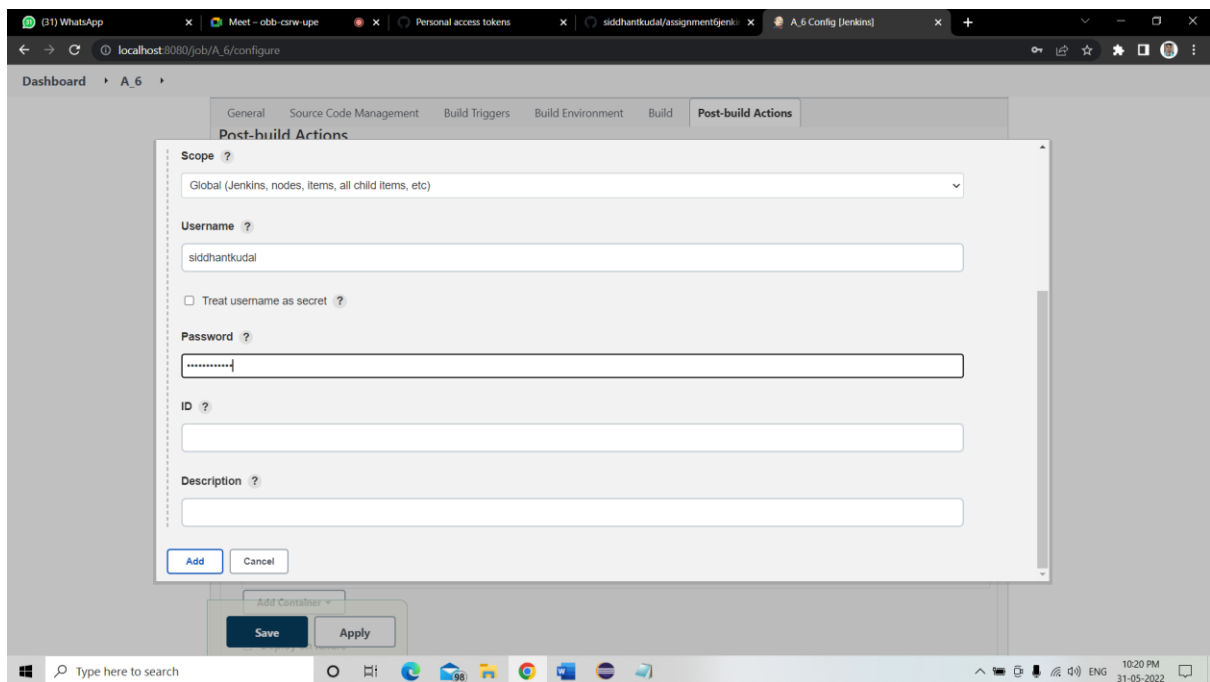 (31) WhatsApp
Meet – obb-csrw-upe
Personal access tokens
siddhantkudal/assignment6jenki
A_6 Config [Jenkins]
localhost:8080/job/A_6/configure
Dashboard A_6
General Source Code Management Build Triggers Build Environment Build Post-build Actions
Post-build Actions
Scope ?
Global (Jenkins, nodes, items, all child items, etc)
Username ?
siddhantkudal
Treat username as secret ?
Password ?
••••••••••••
ID ?
Description ?
Add Cancel
Add Container
Save Apply
Type here to search
98
ENG
10:20 PM
31-05-2022